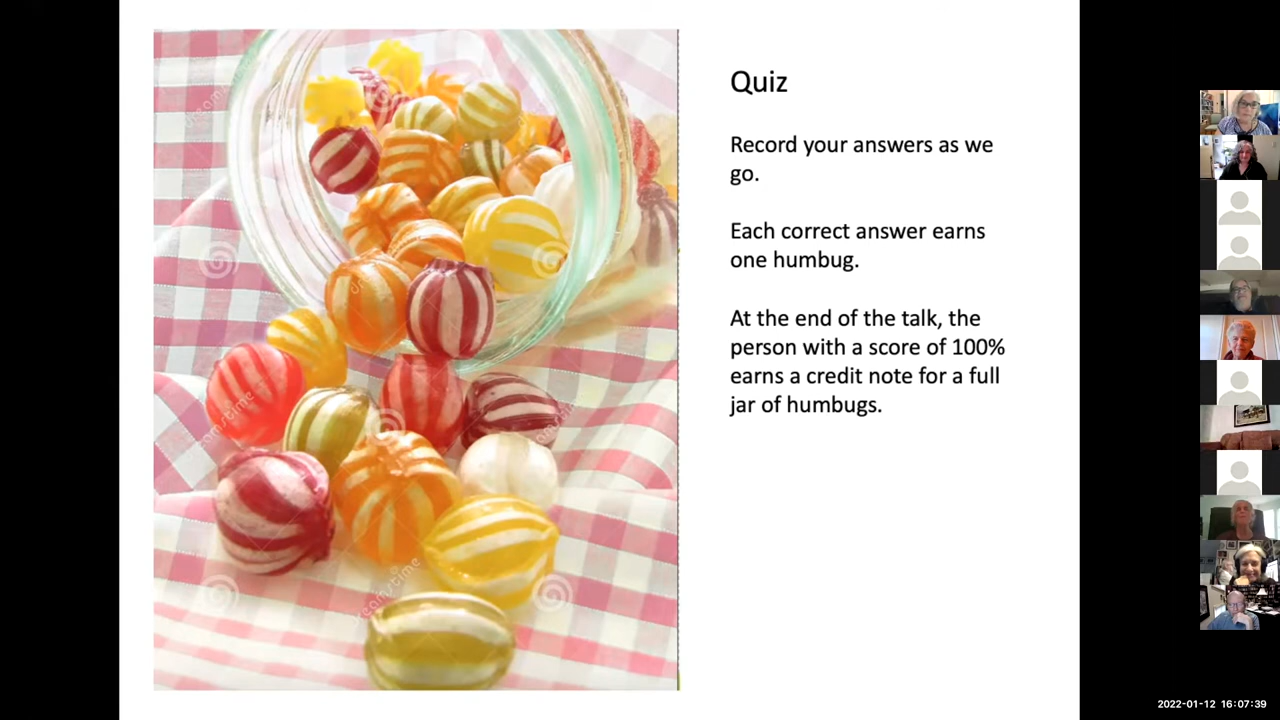 Quiz
Record your answers as we
go.
Each correct answer earns
one humbug.
At the end of the talk, the
person with a score of 100%
earns a credit note for a full
jar of humbugs.
dreamstime
2022-01-12 16:07:39